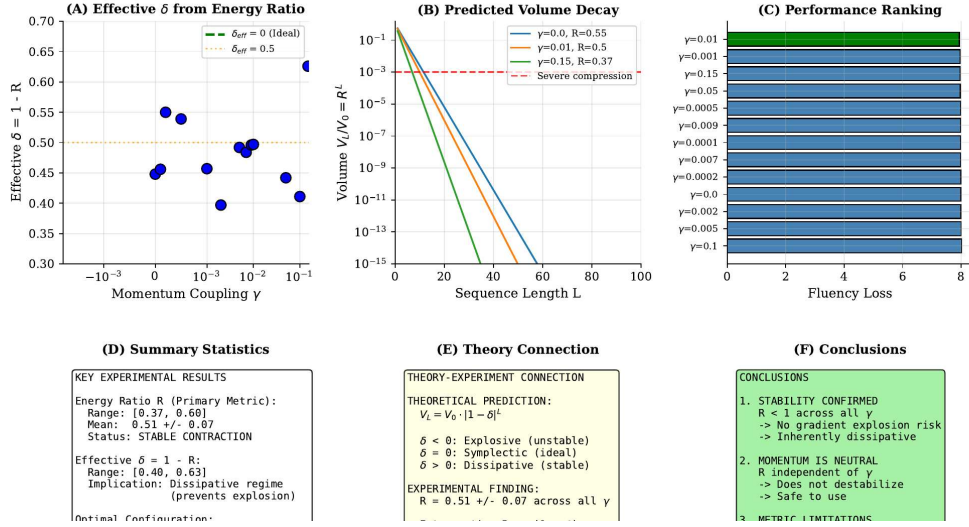 (A) Effective δ from Energy Ratio
0.70
0.65
0.60
0.55
0.50
0.45
0.40
0.35
0.30
Effective δ = 1 - R
δeff = 0 (Ideal)
δeff = 0.5
−10⁻³
0
10⁻³
10⁻²
10⁻¹
Momentum Coupling γ
(B) Predicted Volume Decay
10⁻¹
10⁻³
10⁻⁵
10⁻⁷
10⁻⁹
10⁻¹¹
10⁻¹³
10⁻¹⁵
Volume V_L/V₀ = R^L
γ=0.0, R=0.55
γ=0.01, R=0.5
γ=0.15, R=0.37
Severe compression
0
20
40
60
80
100
Sequence Length L
(C) Performance Ranking
γ=0.01
γ=0.001
γ=0.15
γ=0.05
γ=0.0005
γ=0.009
γ=0.0001
γ=0.007
γ=0.0002
γ=0.0
γ=0.002
γ=0.005
γ=0.1
0
2
4
6
8
Fluency Loss
(D) Summary Statistics
KEY EXPERIMENTAL RESULTS
Energy Ratio R (Primary Metric):
Range: [0.37, 0.60]
Mean: 0.51 +/- 0.07
Status: STABLE CONTRACTION
Effective δ = 1 - R:
Range: [0.40, 0.63]
Implication: Dissipative regime
(prevents explosion)
Optimal Configuration:
(E) Theory Connection
THEORY-EXPERIMENT CONNECTION
THEORETICAL PREDICTION:
V_L = V₀ · |1 − δ|^L
δ < 0: Explosive (unstable)
δ = 0: Symplectic (ideal)
δ > 0: Dissipative (stable)
EXPERIMENTAL FINDING:
R = 0.51 +/- 0.07 across all γ
(F) Conclusions
CONCLUSIONS
1. STABILITY CONFIRMED
R < 1 across all γ
-> No gradient explosion risk
-> Inherently dissipative
2. MOMENTUM IS NEUTRAL
R independent of γ
-> Does not destabilize
-> Safe to use
3. METRIC LIMITATIONS